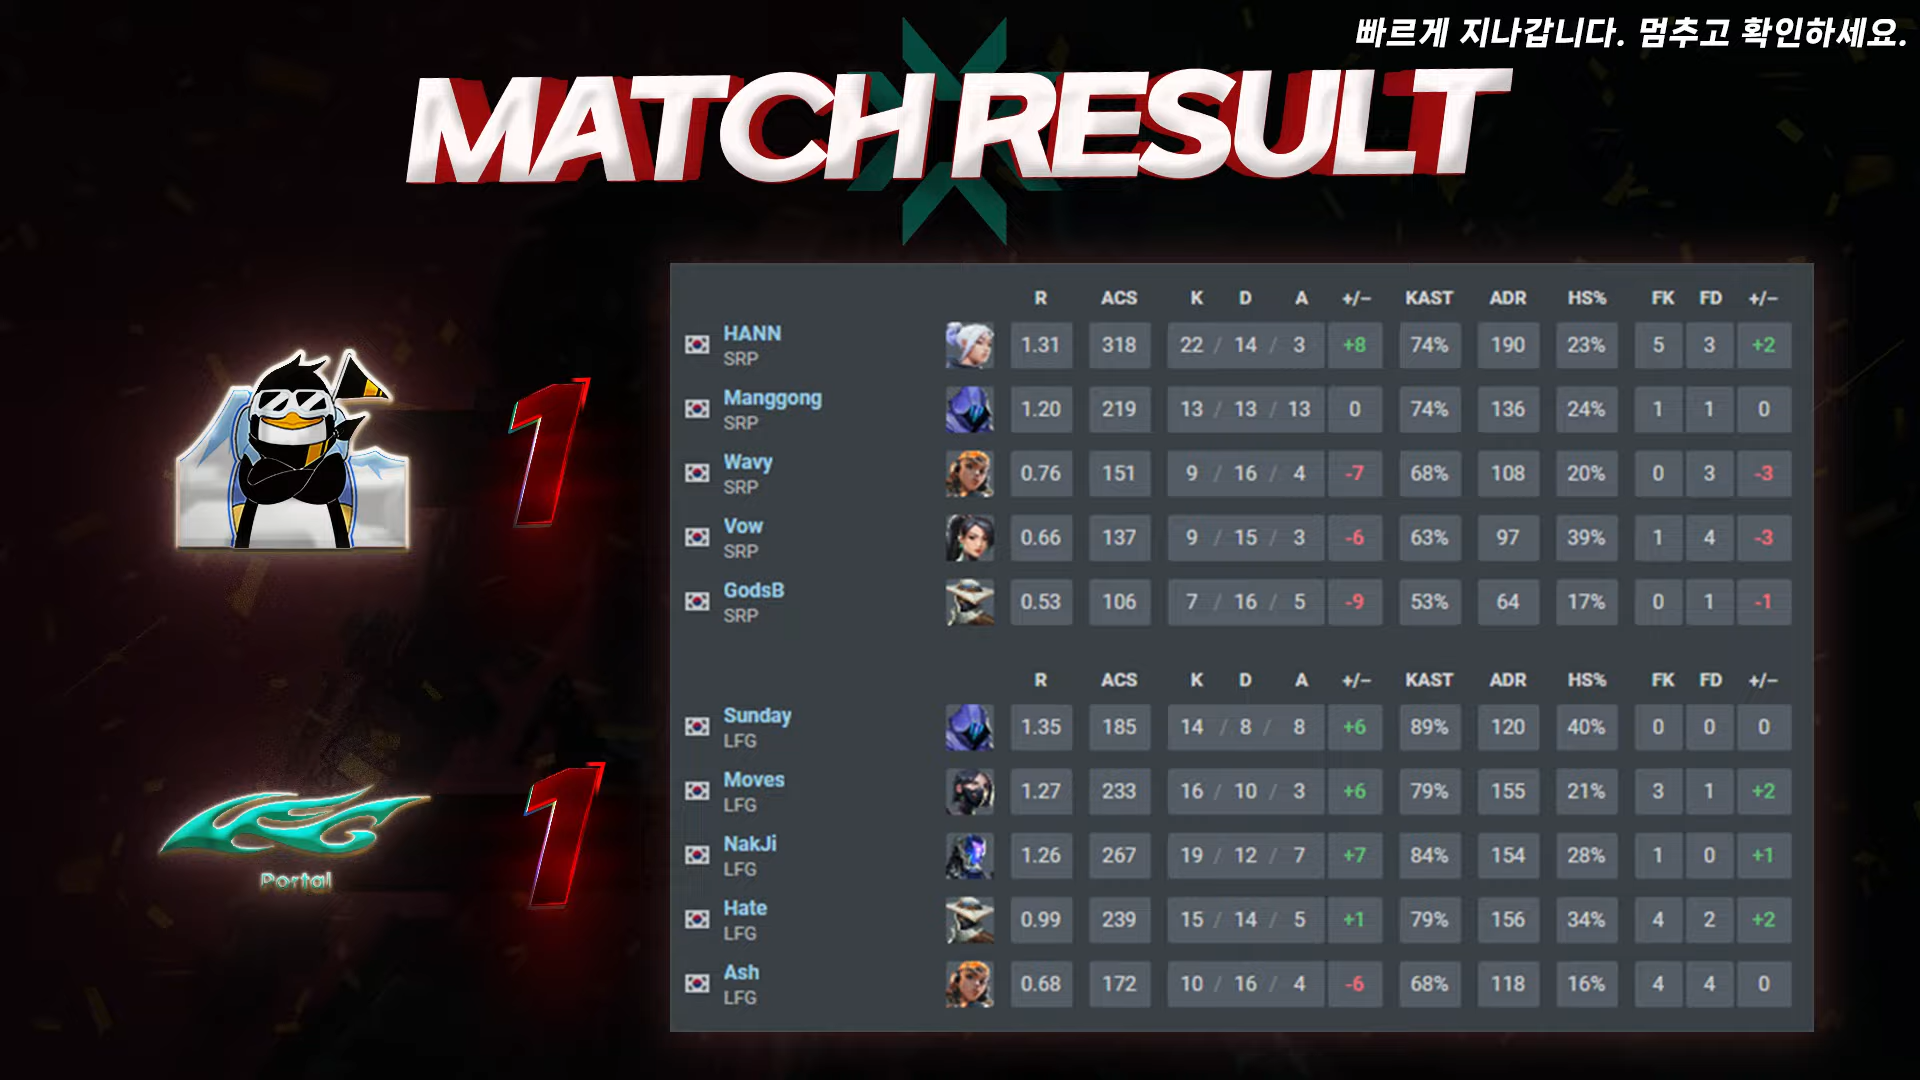 빠르게 지나갑니다. 멈추고 확인하세요.
MATCH RESULT
1
LFG
Portal
1
R ACS K D A +/– KAST ADR HS% FK FD +/–
HANN
SRP
1.31 318 22 / 14 / 3 +8 74% 190 23% 5 3 +2
Manggong
SRP
1.20 219 13 / 13 / 13 0 74% 136 24% 1 1 0
Wavy
SRP
0.76 151 9 / 16 / 4 -7 68% 108 20% 0 3 -3
Vow
SRP
0.66 137 9 / 15 / 3 -6 63% 97 39% 1 4 -3
GodsB
SRP
0.53 106 7 / 16 / 5 -9 53% 64 17% 0 1 -1
R ACS K D A +/– KAST ADR HS% FK FD +/–
Sunday
LFG
1.35 185 14 / 8 / 8 +6 89% 120 40% 0 0 0
Moves
LFG
1.27 233 16 / 10 / 3 +6 79% 155 21% 3 1 +2
NakJi
LFG
1.26 267 19 / 12 / 7 +7 84% 154 28% 1 0 +1
Hate
LFG
0.99 239 15 / 14 / 5 +1 79% 156 34% 4 2 +2
Ash
LFG
0.68 172 10 / 16 / 4 -6 68% 118 16% 4 4 0